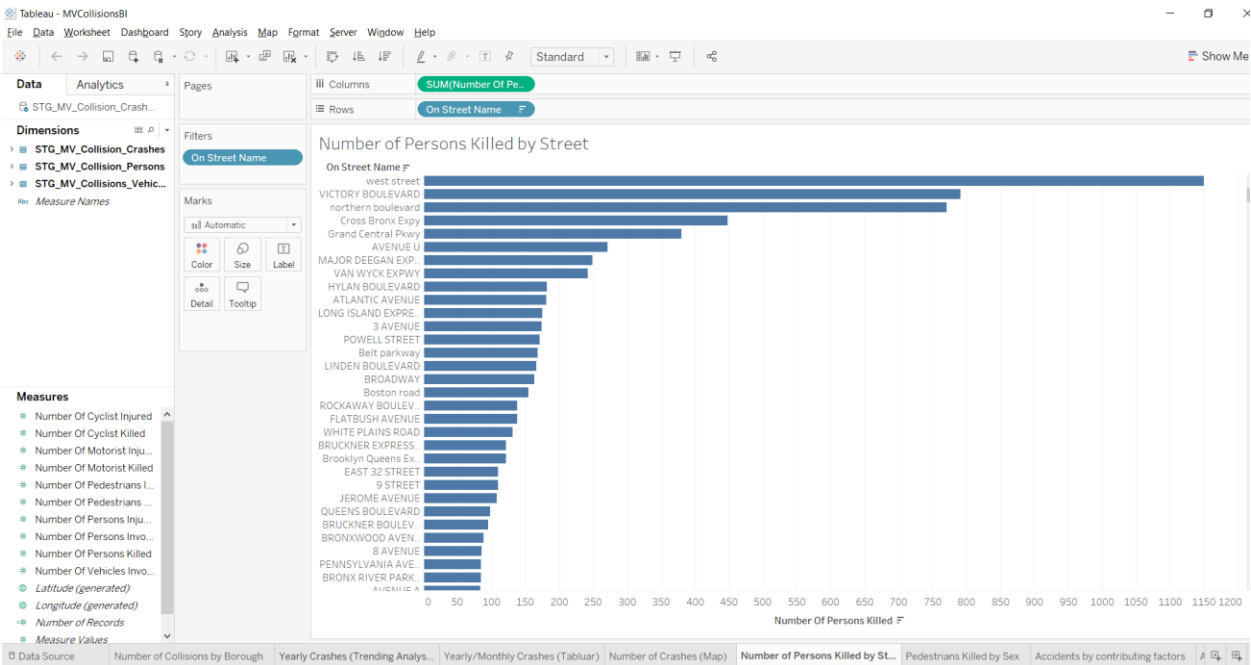 Tableau - MVCollisionsBI
File Data Worksheet Dashboard Story Analysis Map Format Server Window Help
Standard
Show Me
Data Analytics
STG_MV_Collision_Crash...
Dimensions
STG_MV_Collision_Crashes
STG_MV_Collision_Persons
STG_MV_Collisions_Vehic...
Abc Measure Names
Measures
Number Of Cyclist Injured
Number Of Cyclist Killed
Number Of Motorist Inju...
Number Of Motorist Killed
Number Of Pedestrians I...
Number Of Pedestrians ...
Number Of Persons Inju...
Number Of Persons Invo...
Number Of Persons Killed
Number Of Vehicles Invo...
Latitude (generated)
Longitude (generated)
Number of Records
Measure Values
Pages
Filters
On Street Name
Marks
Automatic
Color Size Label
Detail Tooltip
Columns SUM(Number Of Pe..
Rows On Street Name
Number of Persons Killed by Street
On Street Name
west street
VICTORY BOULEVARD
northern boulevard
Cross Bronx Expy
Grand Central Pkwy
AVENUE U
MAJOR DEEGAN EXP..
VAN WYCK EXPWY
HYLAN BOULEVARD
ATLANTIC AVENUE
LONG ISLAND EXPRE..
3 AVENUE
POWELL STREET
Belt parkway
LINDEN BOULEVARD
BROADWAY
Boston road
ROCKAWAY BOULEV..
FLATBUSH AVENUE
WHITE PLAINS ROAD
BRUCKNER EXPRESS..
Brooklyn Queens Ex..
EAST 32 STREET
9 STREET
JEROME AVENUE
QUEENS BOULEVARD
BRUCKNER BOULEV..
BRONXWOOD AVEN..
8 AVENUE
PENNSYLVANIA AVE..
BRONX RIVER PARK..
AVENUE A
0 50 100 150 200 250 300 350 400 450 500 550 600 650 700 750 800 850 900 950 1000 1050 1100 1150 1200
Number Of Persons Killed
Data Source Number of Collisions by Borough Yearly Crashes (Trending Analys... Yearly/Monthly Crashes (Tabluar) Number of Crashes (Map) Number of Persons Killed by St... Pedestrians Killed by Sex Accidents by contributing factors